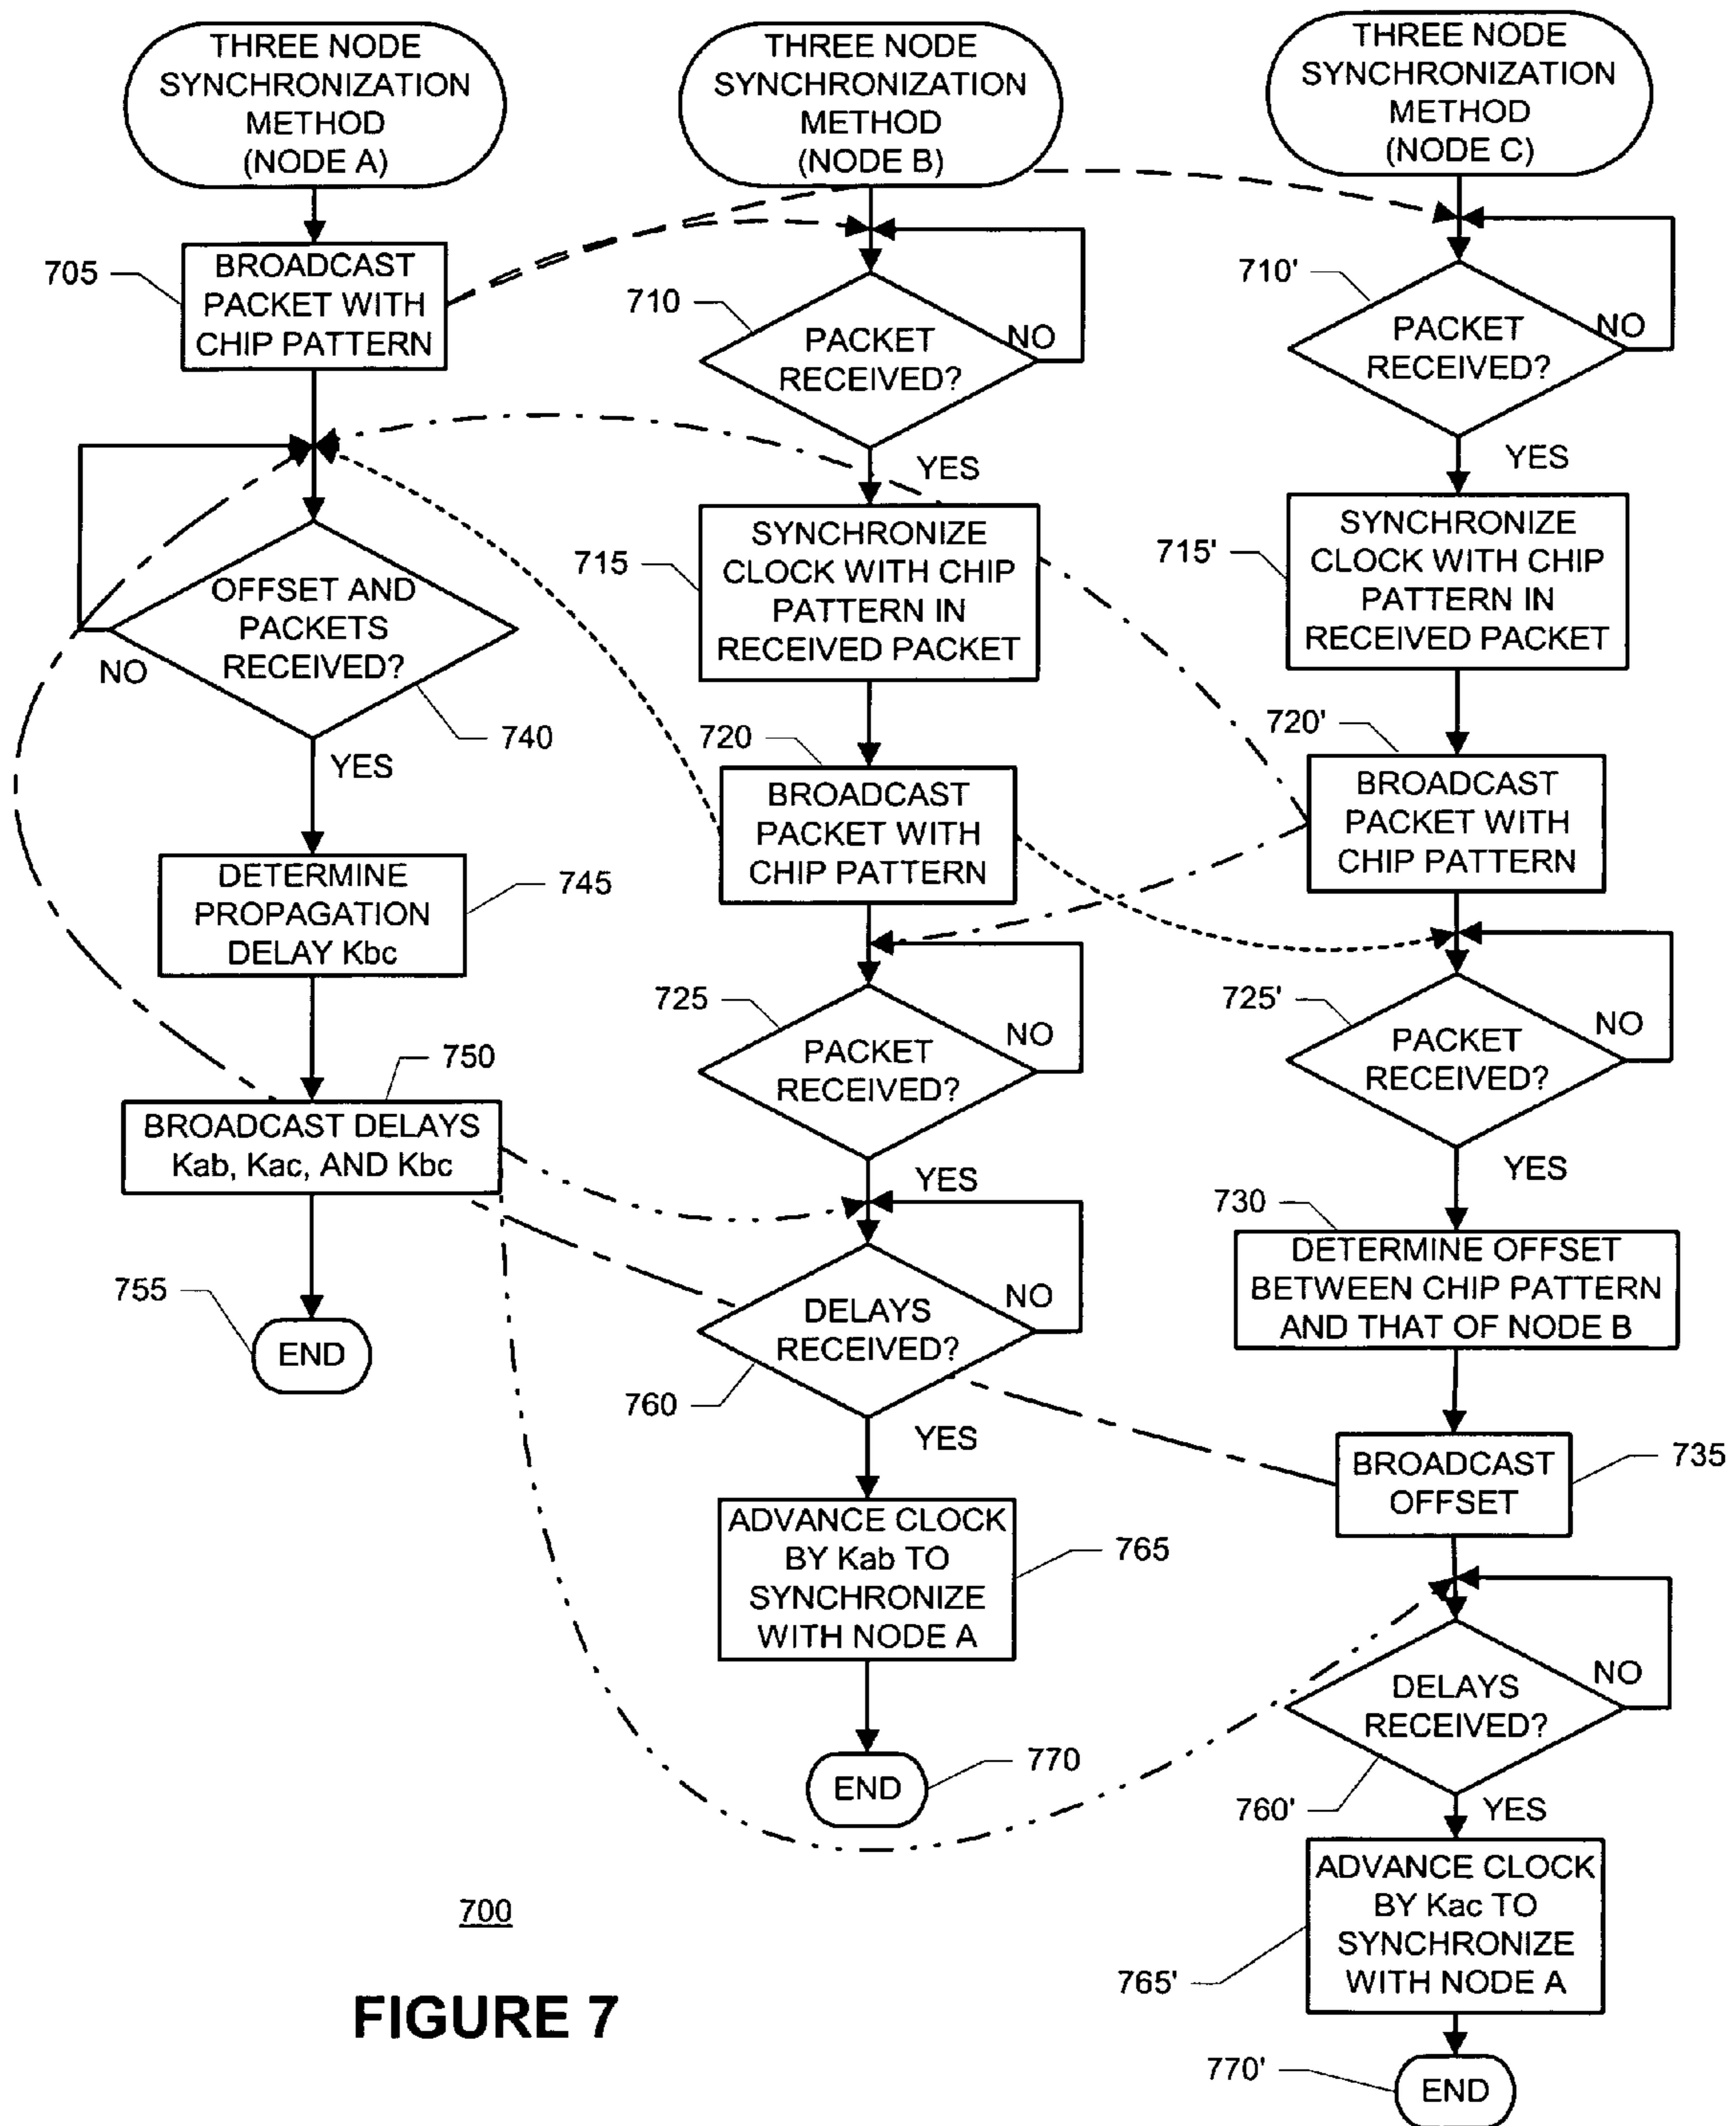 THREE NODE
SYNCHRONIZATION
METHOD
(NODE A)
705
BROADCAST
PACKET WITH
CHIP PATTERN
OFFSET AND
PACKETS
RECEIVED?
NO
740
YES
DETERMINE
PROPAGATION
DELAY Kbc
745
750
BROADCAST DELAYS
Kab, Kac, AND Kbc
755
END
THREE NODE
SYNCHRONIZATION
METHOD
(NODE B)
710
PACKET
RECEIVED?
NO
YES
715
SYNCHRONIZE
CLOCK WITH CHIP
PATTERN IN
RECEIVED PACKET
720
BROADCAST
PACKET WITH
CHIP PATTERN
725
PACKET
RECEIVED?
NO
YES
DELAYS
RECEIVED?
NO
760
YES
ADVANCE CLOCK
BY Kab TO
SYNCHRONIZE
WITH NODE A
765
END
770
THREE NODE
SYNCHRONIZATION
METHOD
(NODE C)
710'
PACKET
RECEIVED?
NO
YES
715'
SYNCHRONIZE
CLOCK WITH CHIP
PATTERN IN
RECEIVED PACKET
720'
BROADCAST
PACKET WITH
CHIP PATTERN
725'
PACKET
RECEIVED?
NO
YES
730
DETERMINE OFFSET
BETWEEN CHIP PATTERN
AND THAT OF NODE B
BROADCAST
OFFSET
735
DELAYS
RECEIVED?
NO
760'
YES
ADVANCE CLOCK
BY Kac TO
SYNCHRONIZE
WITH NODE A
765'
770'
END
700
FIGURE 7